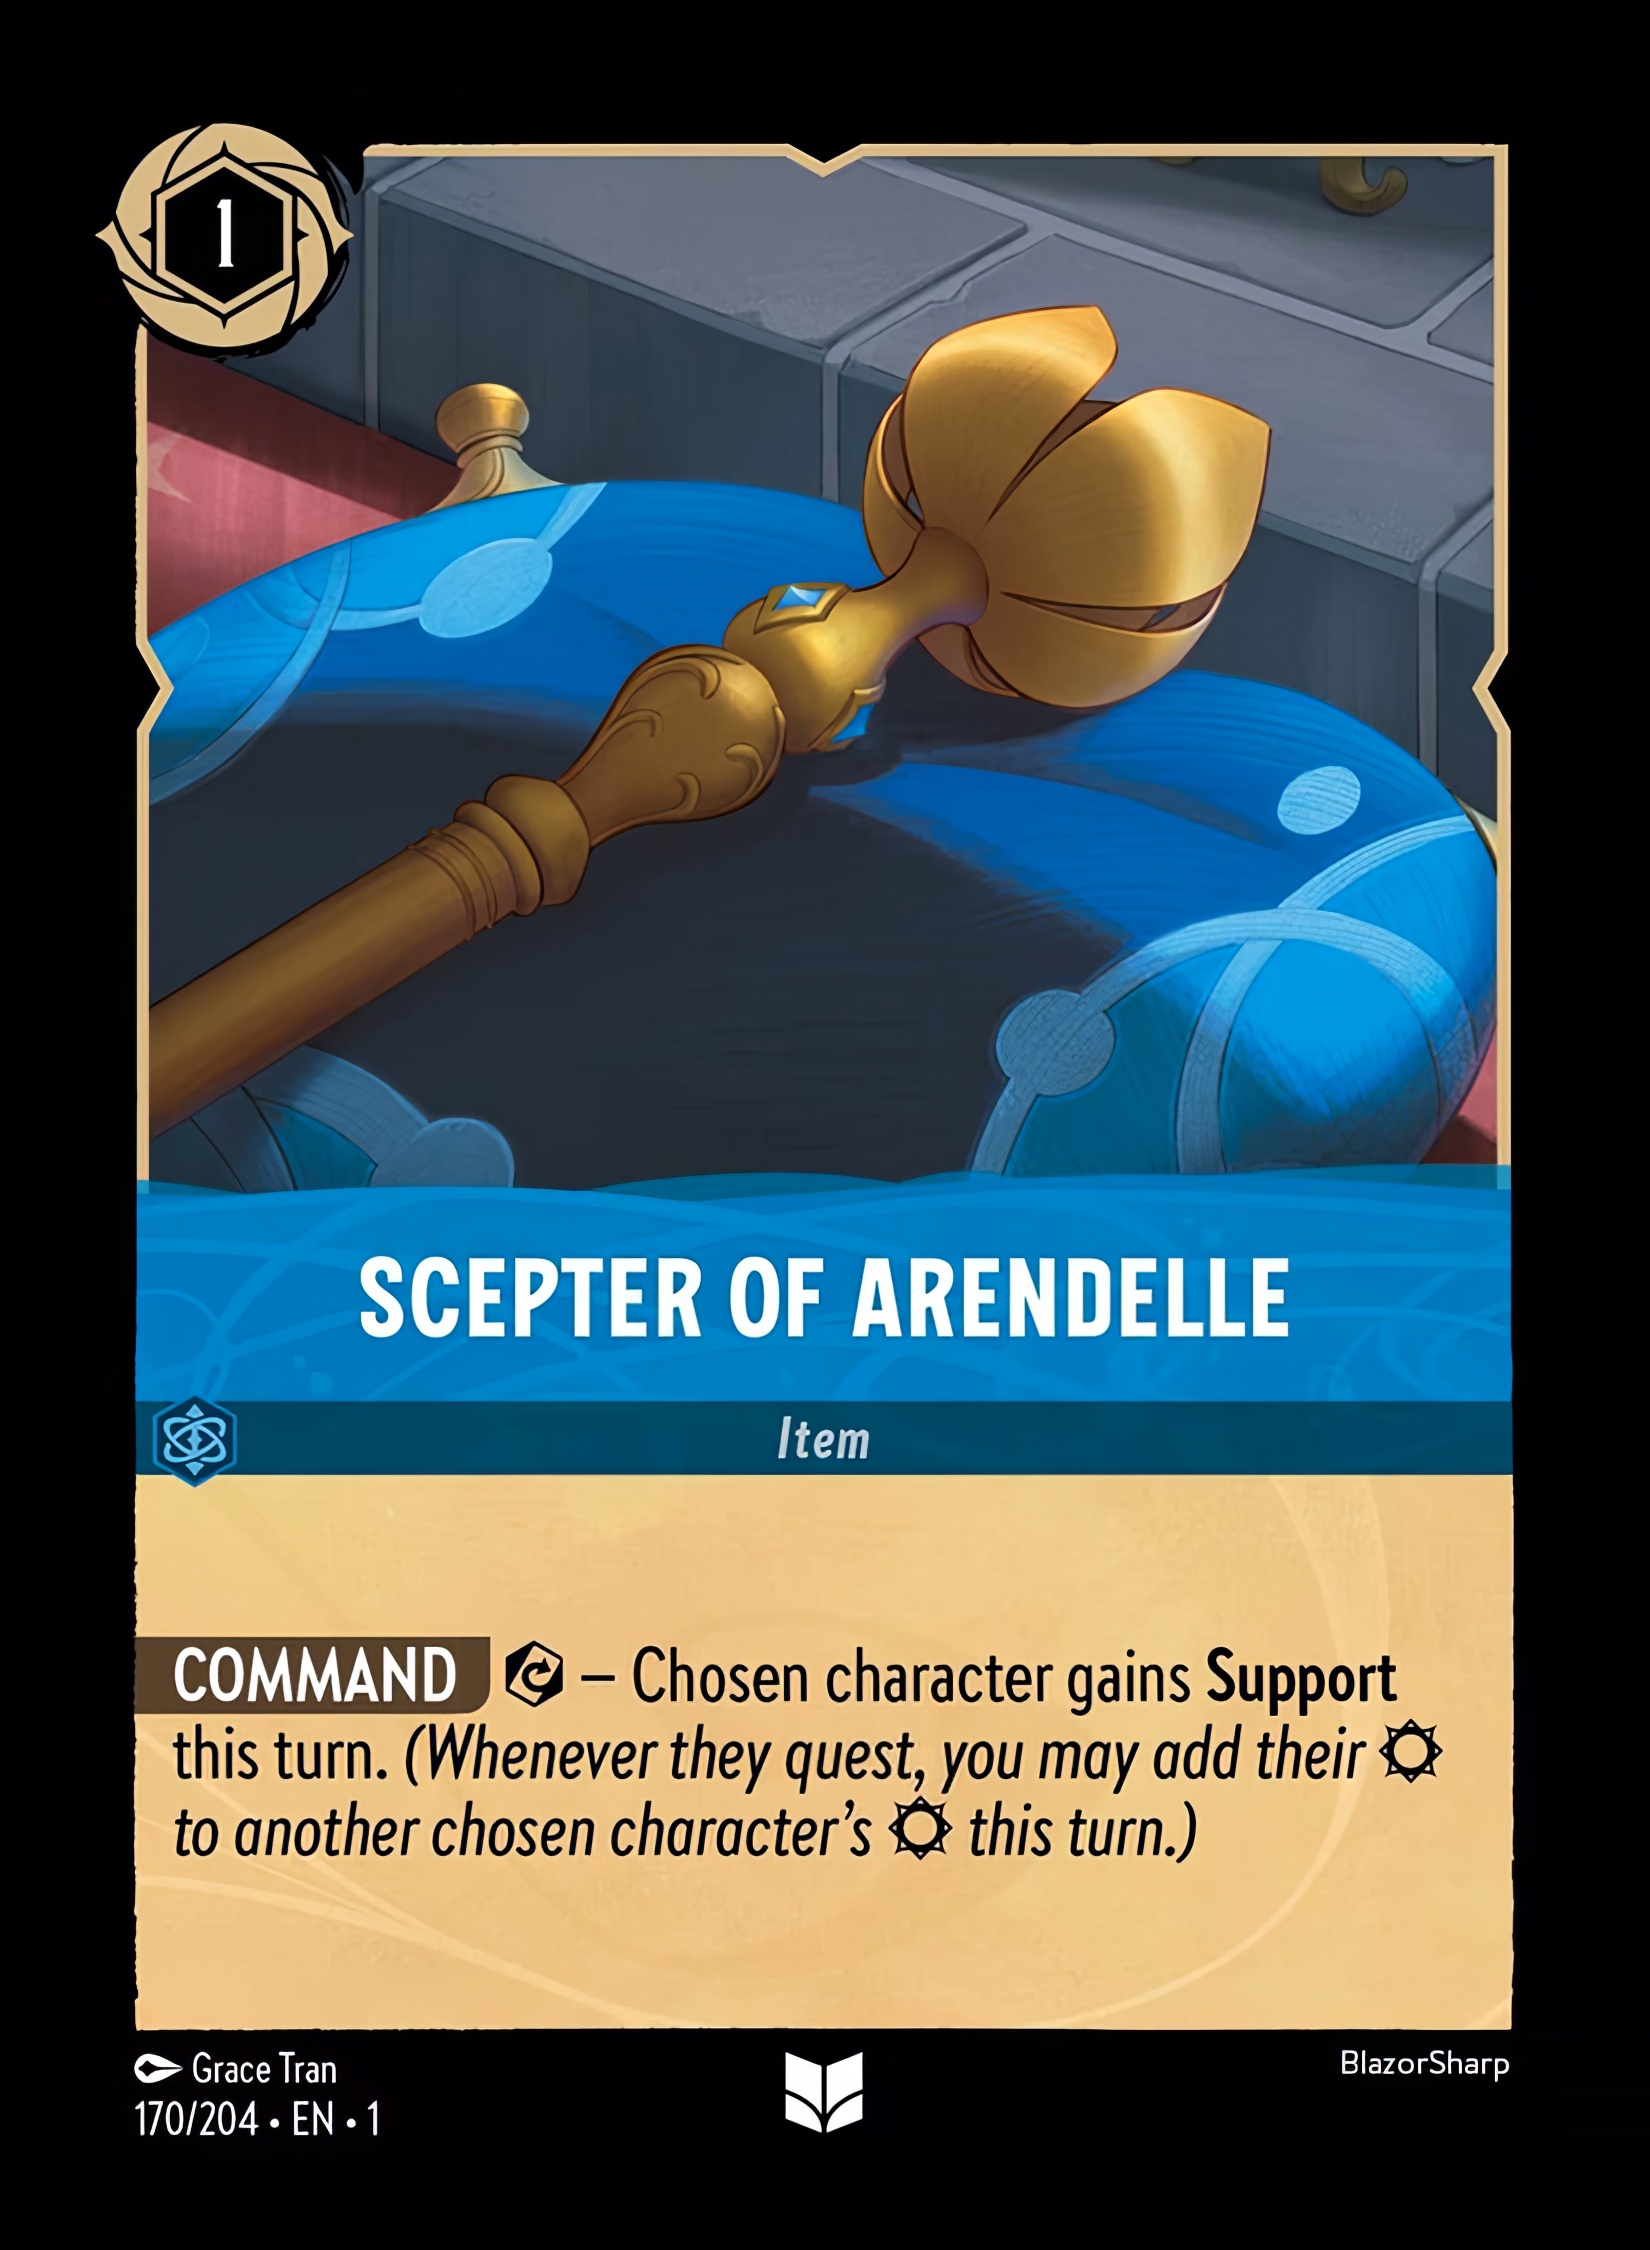 1
SCEPTER OF ARENDELLE
Item
COMMAND – Chosen character gains Support
this turn. (Whenever they quest, you may add their
to another chosen character's this turn.)
Grace Tran
BlazorSharp
170/204 • EN • 1